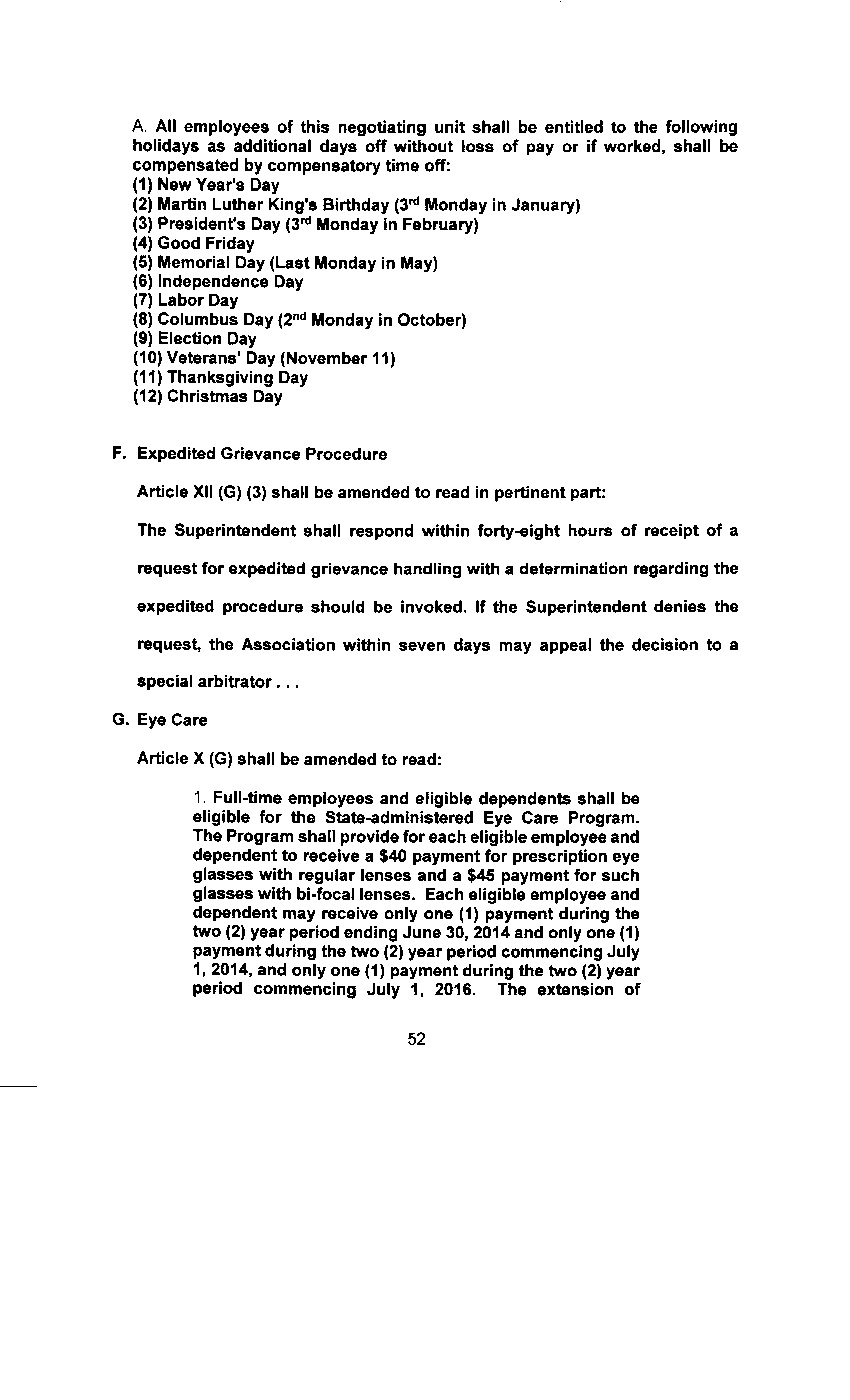 A. All employees of this negotiating unit shall be entitled to the following
holidays as additional days off without loss of pay or if worked, shall be
compensated by compensatory time off:
(1) New Year's Day
(2) Martin Luther King's Birthday (3rd Monday in January)
(3) President's Day (3rd Monday in February)
(4) Good Friday
(5) Memorial Day (Last Monday in May)
(6) Independence Day
(7) Labor Day
(8) Columbus Day (2nd Monday in October)
(9) Election Day
(10) Veterans' Day (November 11)
(11) Thanksgiving Day
(12) Christmas Day
F. Expedited Grievance Procedure
Article XII (G) (3) shall be amended to read in pertinent part:
The Superintendent shall respond within forty-eight hours of receipt of a
request for expedited grievance handling with a determination regarding the
expedited procedure should be invoked. If the Superintendent denies the
request, the Association within seven days may appeal the decision to a
special arbitrator . . .
G. Eye Care
Article X (G) shall be amended to read:
1. Full-time employees and eligible dependents shall be
eligible for the State-administered Eye Care Program.
The Program shall provide for each eligible employee and
dependent to receive a $40 payment for prescription eye
glasses with regular lenses and a $45 payment for such
glasses with bi-focal lenses. Each eligible employee and
dependent may receive only one (1) payment during the
two (2) year period ending June 30, 2014 and only one (1)
payment during the two (2) year period commencing July
1, 2014, and only one (1) payment during the two (2) year
period commencing July 1, 2016. The extension of
52